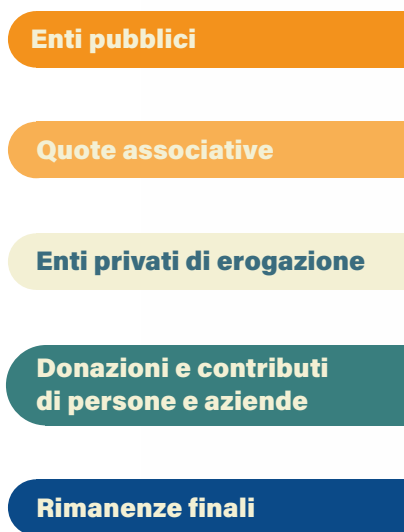 Enti pubblici
Quote associative
Enti privati di erogazione
Donazioni e contributi
di persone e aziende
Rimanenze finali